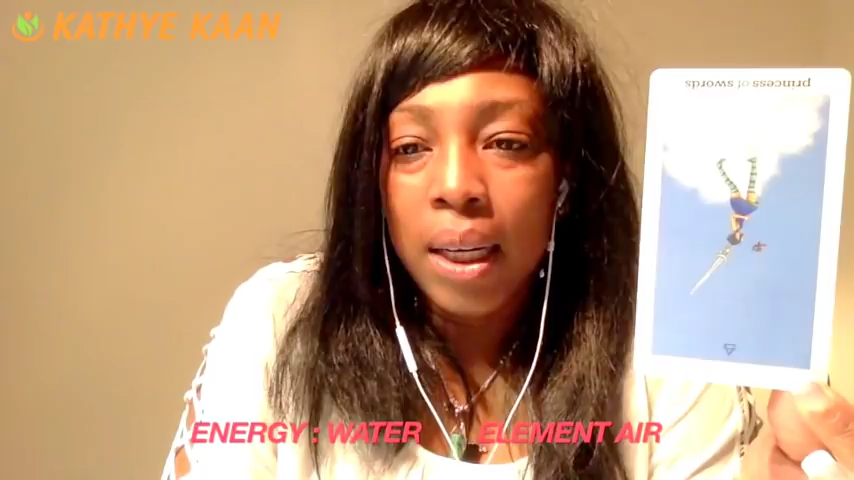 KATHYE KAAN
princess of swords
ENERGY : WATER ELEMENT AIR